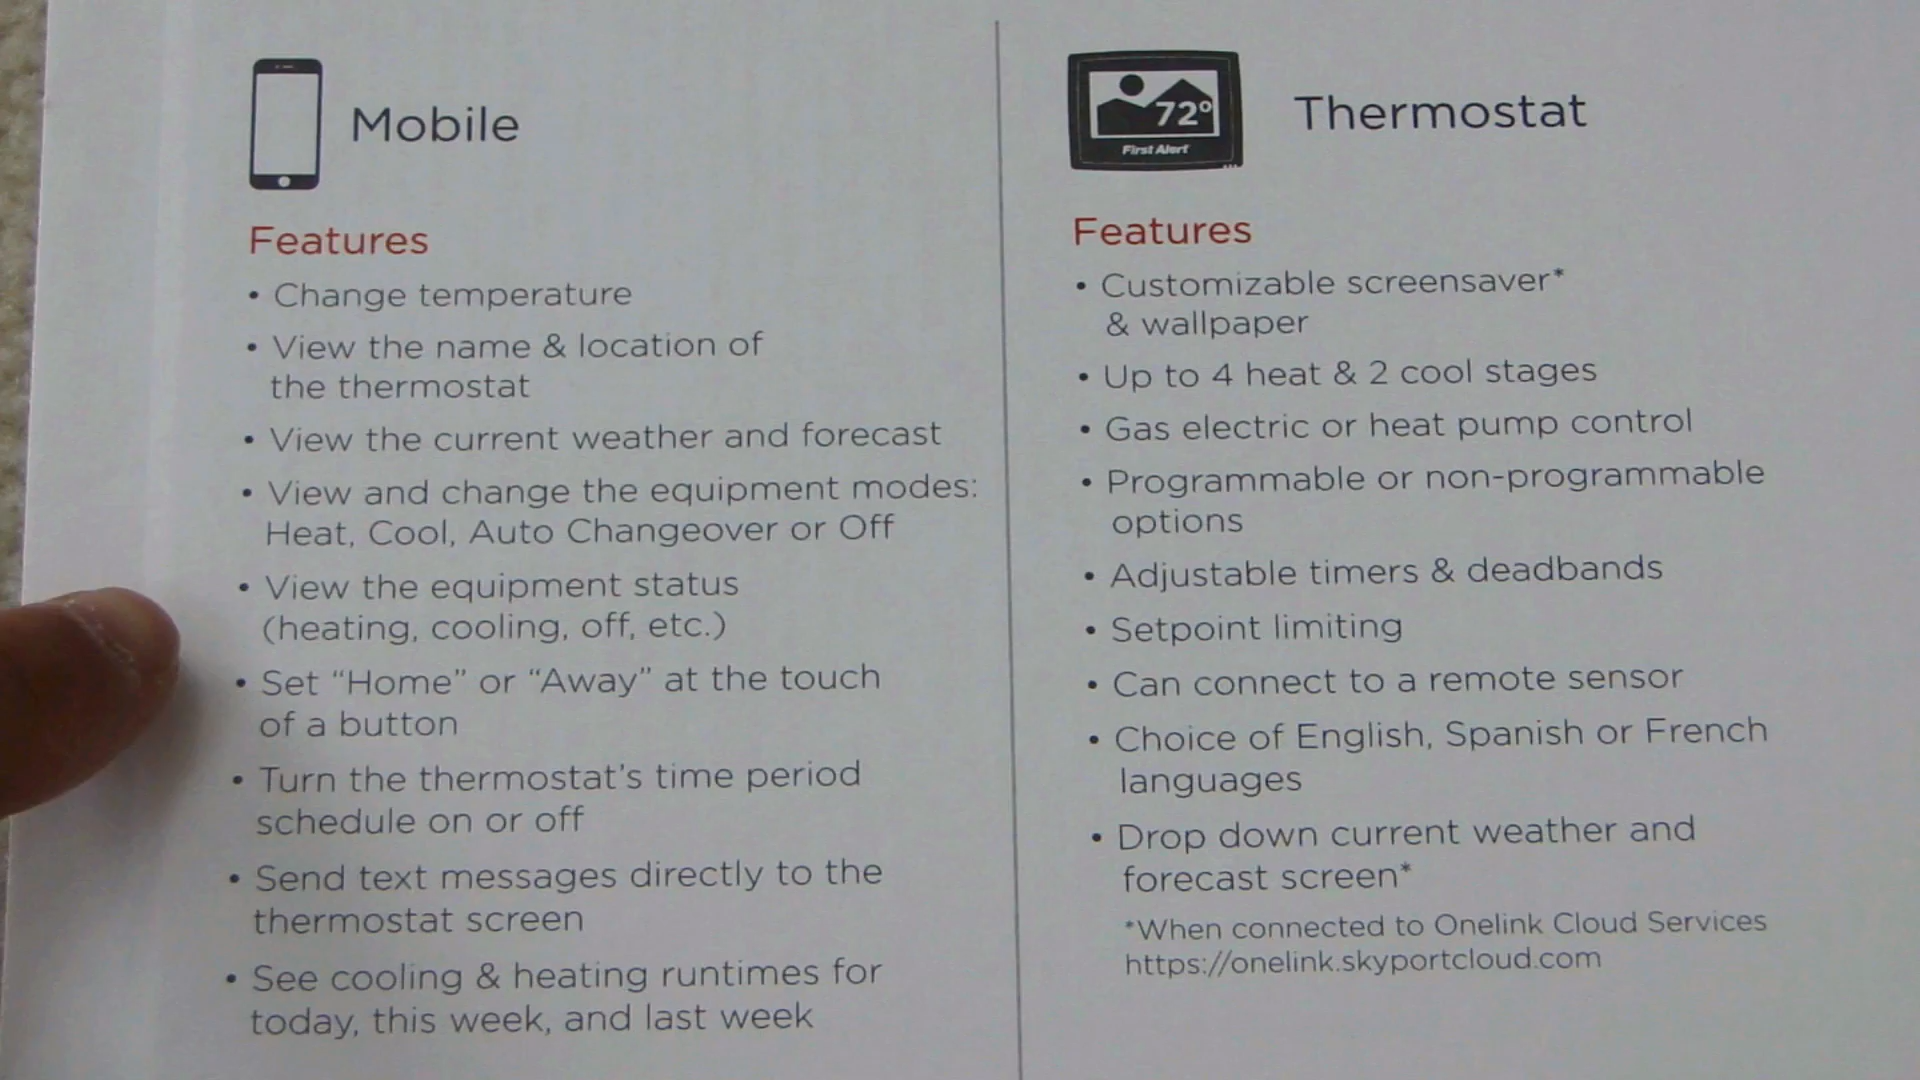 Mobile
Features
• Change temperature
• View the name & location of
the thermostat
• View the current weather and forecast
• View and change the equipment modes:
Heat, Cool, Auto Changeover or Off
• View the equipment status
(heating, cooling, off, etc.)
• Set “Home” or “Away” at the touch
of a button
• Turn the thermostat’s time period
schedule on or off
• Send text messages directly to the
thermostat screen
• See cooling & heating runtimes for
today, this week, and last week
72°
First Alert
Thermostat
Features
• Customizable screensaver*
& wallpaper
• Up to 4 heat & 2 cool stages
• Gas electric or heat pump control
• Programmable or non-programmable
options
• Adjustable timers & deadbands
• Setpoint limiting
• Can connect to a remote sensor
• Choice of English, Spanish or French
languages
• Drop down current weather and
forecast screen*
*When connected to Onelink Cloud Services
https://onelink.skyportcloud.com